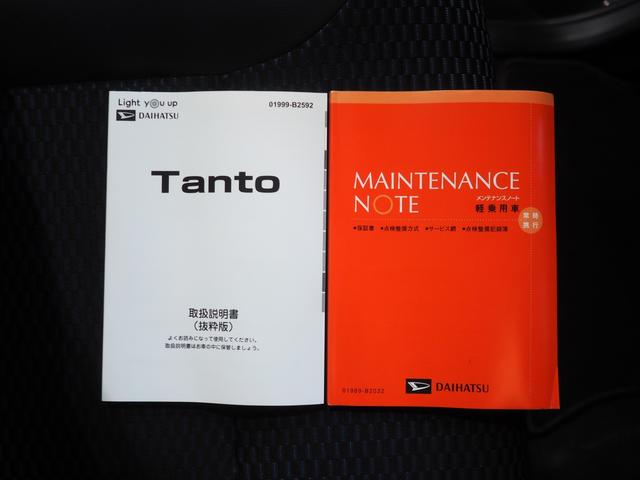 Light you up
01999-B2592
DAIHATSU
Tanto
取扱説明書
(抜粋版)
よくお読みになって使用してください。
取扱説明書はお車の中に保管しましょう。
MAINTENANCE
NOTE
メンテナンスノート
軽乗用車
常時
携行
●保証書 ●点検整備方式 ●サービス網 ●点検整備記録簿
01989-B2032
DAIHATSU